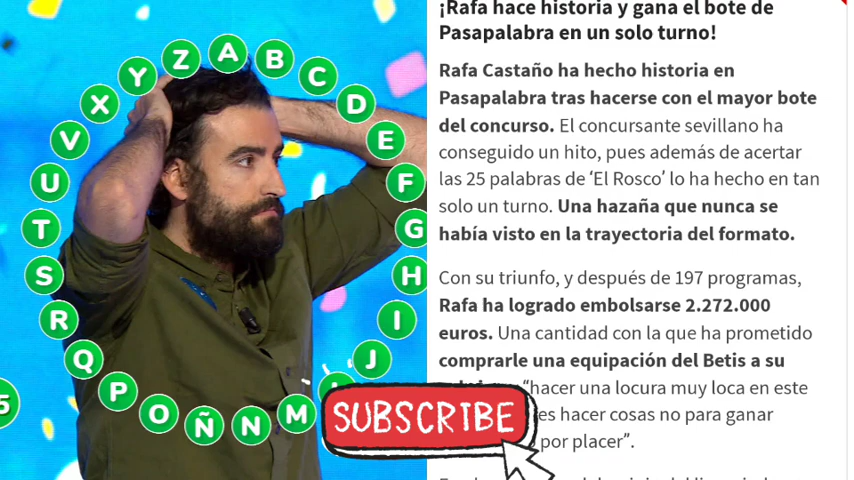 ¡Rafa hace historia y gana el bote de
Pasapalabra en un solo turno!
Rafa Castaño ha hecho historia en
Pasapalabra tras hacerse con el mayor bote
del concurso. El concursante sevillano ha
conseguido un hito, pues además de acertar
las 25 palabras de ‘El Rosco’ lo ha hecho en tan
solo un turno. Una hazaña que nunca se
había visto en la trayectoria del formato.
Con su triunfo, y después de 197 programas,
Rafa ha logrado embolsarse 2.272.000
euros. Una cantidad con la que ha prometido
comprarle una equipación del Betis a su
“hacer una locura muy loca en este
es hacer cosas no para ganar
por placer”.
A
B
C
D
E
F
G
H
I
J
M
N
Ñ
O
P
Q
R
S
T
U
V
X
Y
Z
5
SUBSCRIBE